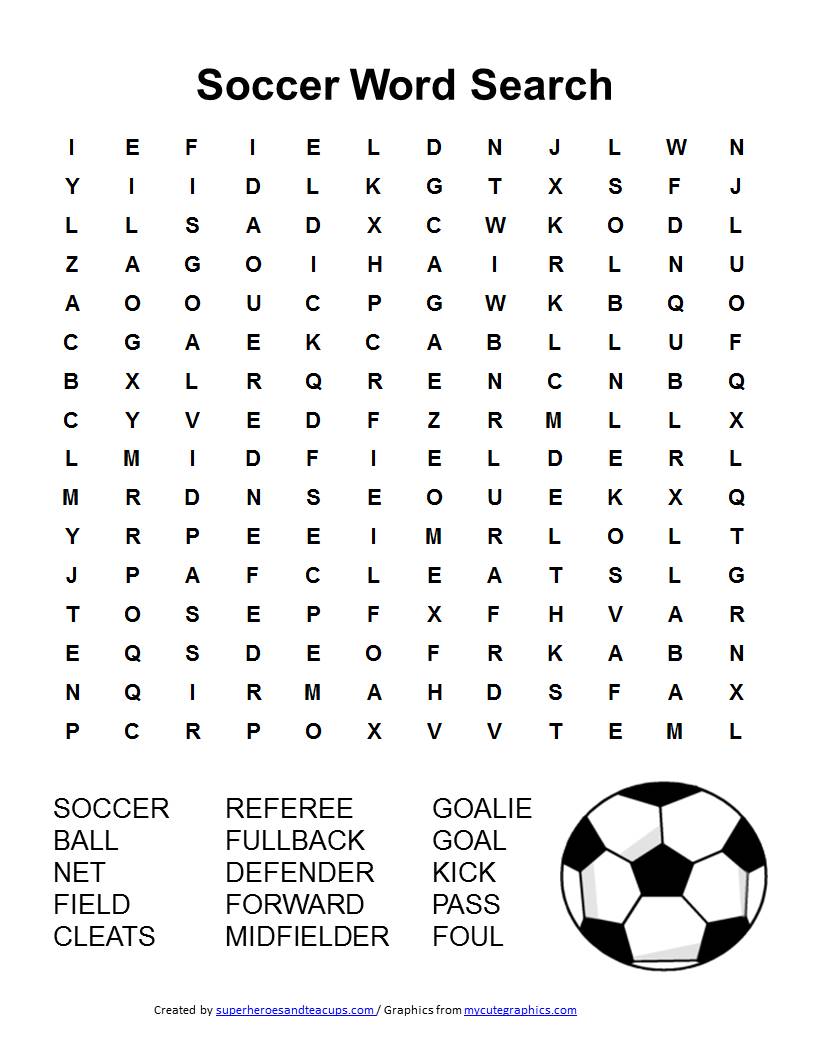 Soccer Word Search
I E F I E L D N J L W N
Y I I D L K G T X S F J
L L S A D X C W K O D L
Z A G O I H A I R L N U
A O O U C P G W K B Q O
C G A E K C A B L L U F
B X L R Q R E N C N B Q
C Y V E D F Z R M L L X
L M I D F I E L D E R L
M R D N S E O U E K X Q
Y R P E E I M R L O L T
J P A F C L E A T S L G
T O S E P F X F H V A R
E Q S D E O F R K A B N
N Q I R M A H D S F A X
P C R P O X V V T E M L
SOCCER REFEREE GOALIE
BALL FULLBACK GOAL
NET DEFENDER KICK
FIELD FORWARD PASS
CLEATS MIDFIELDER FOUL
Created by superheroesandteacups.com / Graphics from mycutegraphics.com